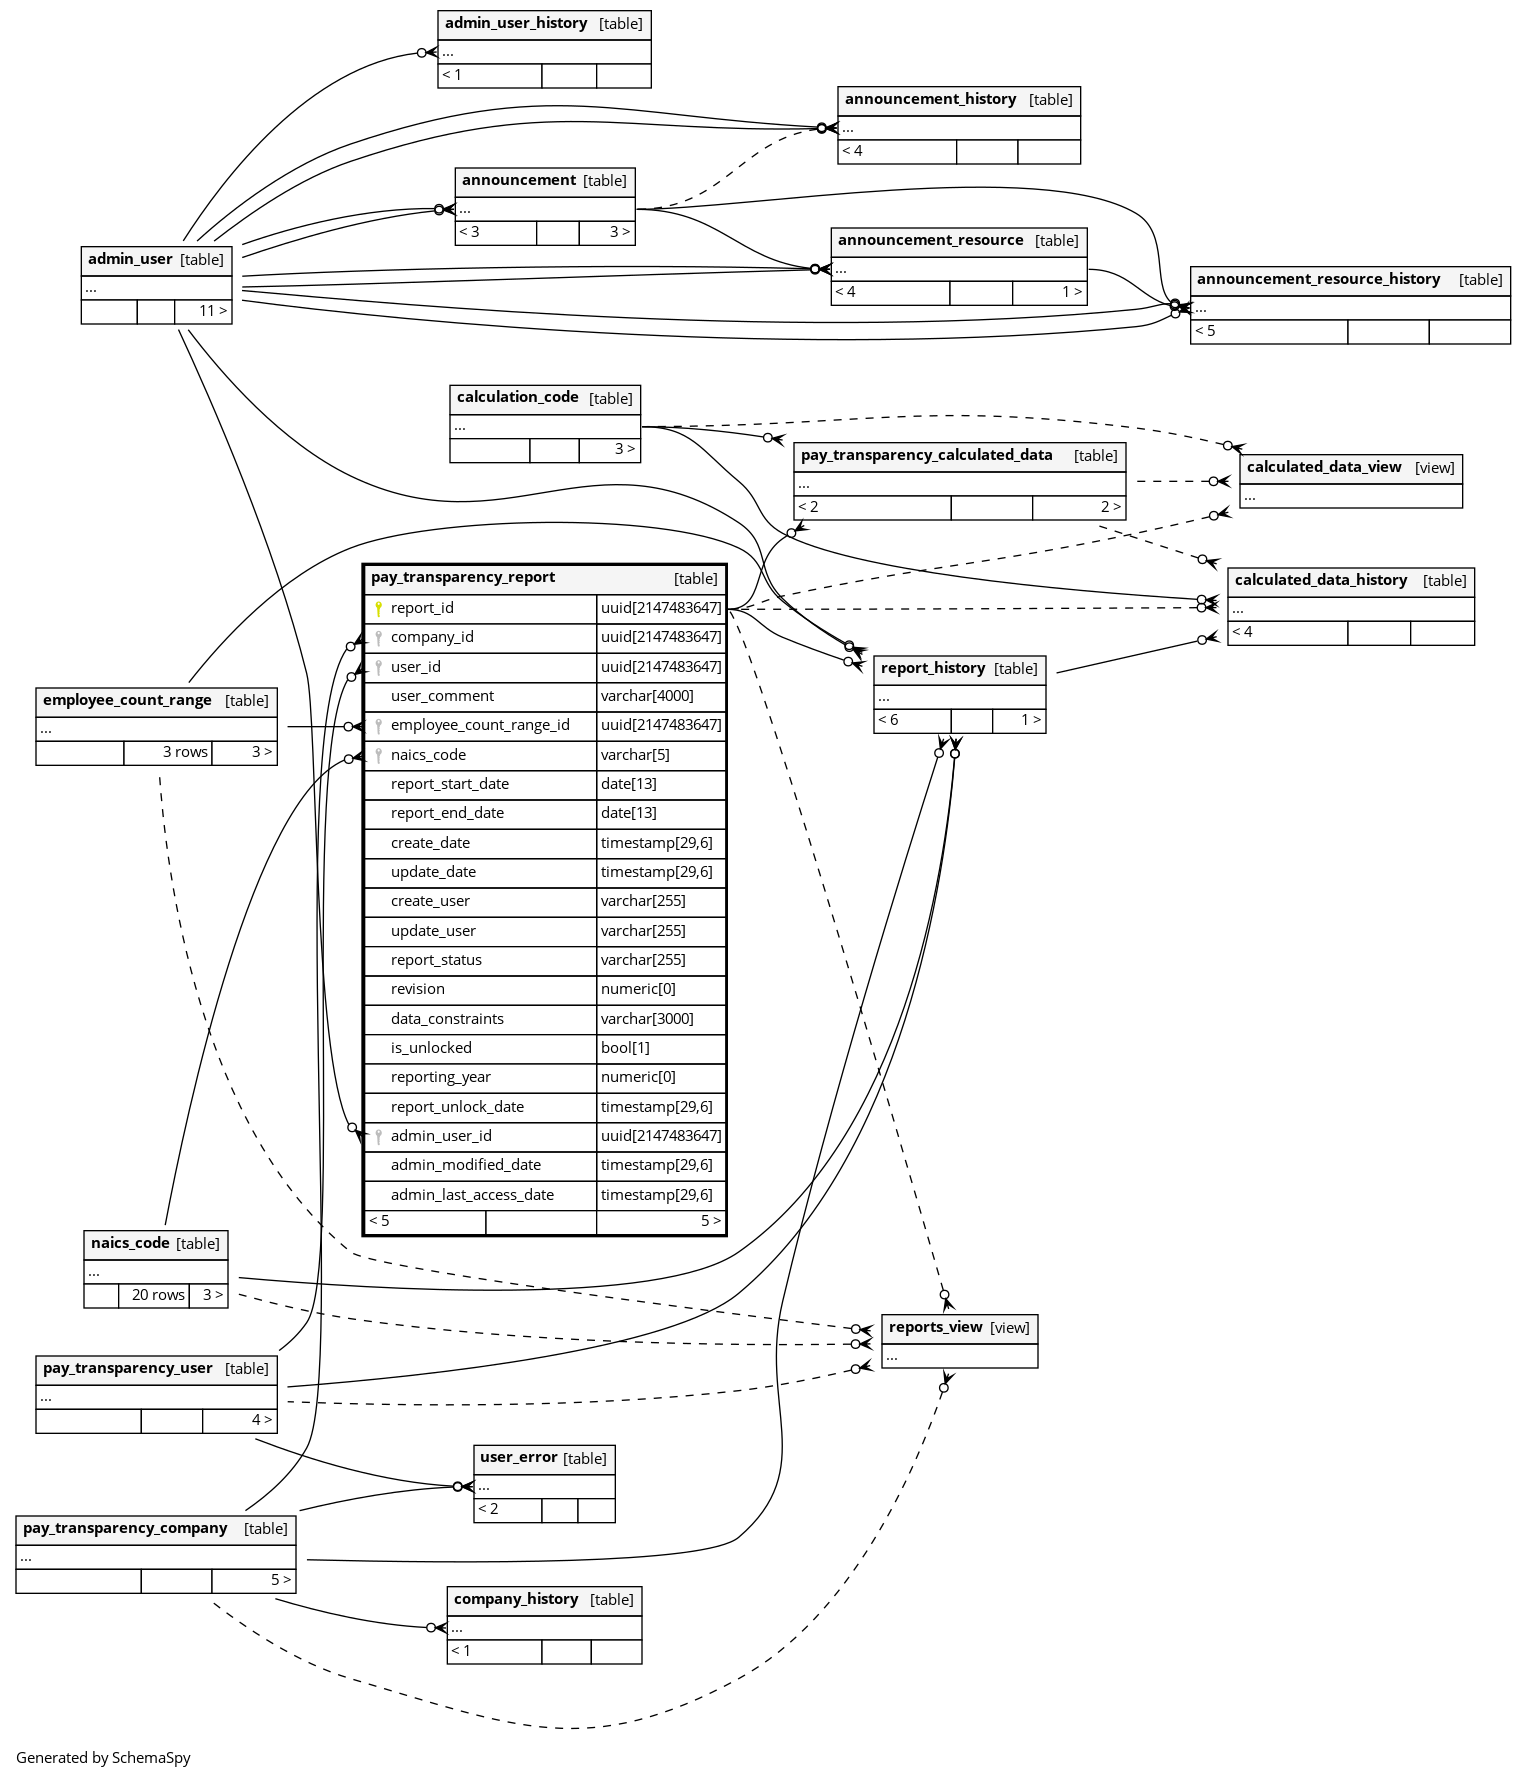 admin_user_history [table]
...
< 1
announcement_history [table]
...
< 4
announcement [table]
...
< 3 3 >
announcement_resource [table]
...
< 4 1 >
admin_user [table]
...
11 >
announcement_resource_history [table]
...
< 5
calculation_code [table]
...
3 >
pay_transparency_calculated_data [table]
...
< 2 2 >
calculated_data_view [view]
...
calculated_data_history [table]
...
< 4
pay_transparency_report [table]
report_id uuid[2147483647]
company_id uuid[2147483647]
user_id uuid[2147483647]
user_comment varchar[4000]
employee_count_range_id uuid[2147483647]
naics_code varchar[5]
report_start_date date[13]
report_end_date date[13]
create_date timestamp[29,6]
update_date timestamp[29,6]
create_user varchar[255]
update_user varchar[255]
report_status varchar[255]
revision numeric[0]
data_constraints varchar[3000]
is_unlocked bool[1]
reporting_year numeric[0]
report_unlock_date timestamp[29,6]
admin_user_id uuid[2147483647]
admin_modified_date timestamp[29,6]
admin_last_access_date timestamp[29,6]
< 5 5 >
report_history [table]
...
< 6 1 >
employee_count_range [table]
...
3 rows 3 >
naics_code [table]
...
20 rows 3 >
reports_view [view]
...
pay_transparency_user [table]
...
4 >
user_error [table]
...
< 2
pay_transparency_company [table]
...
5 >
company_history [table]
...
< 1
Generated by SchemaSpy